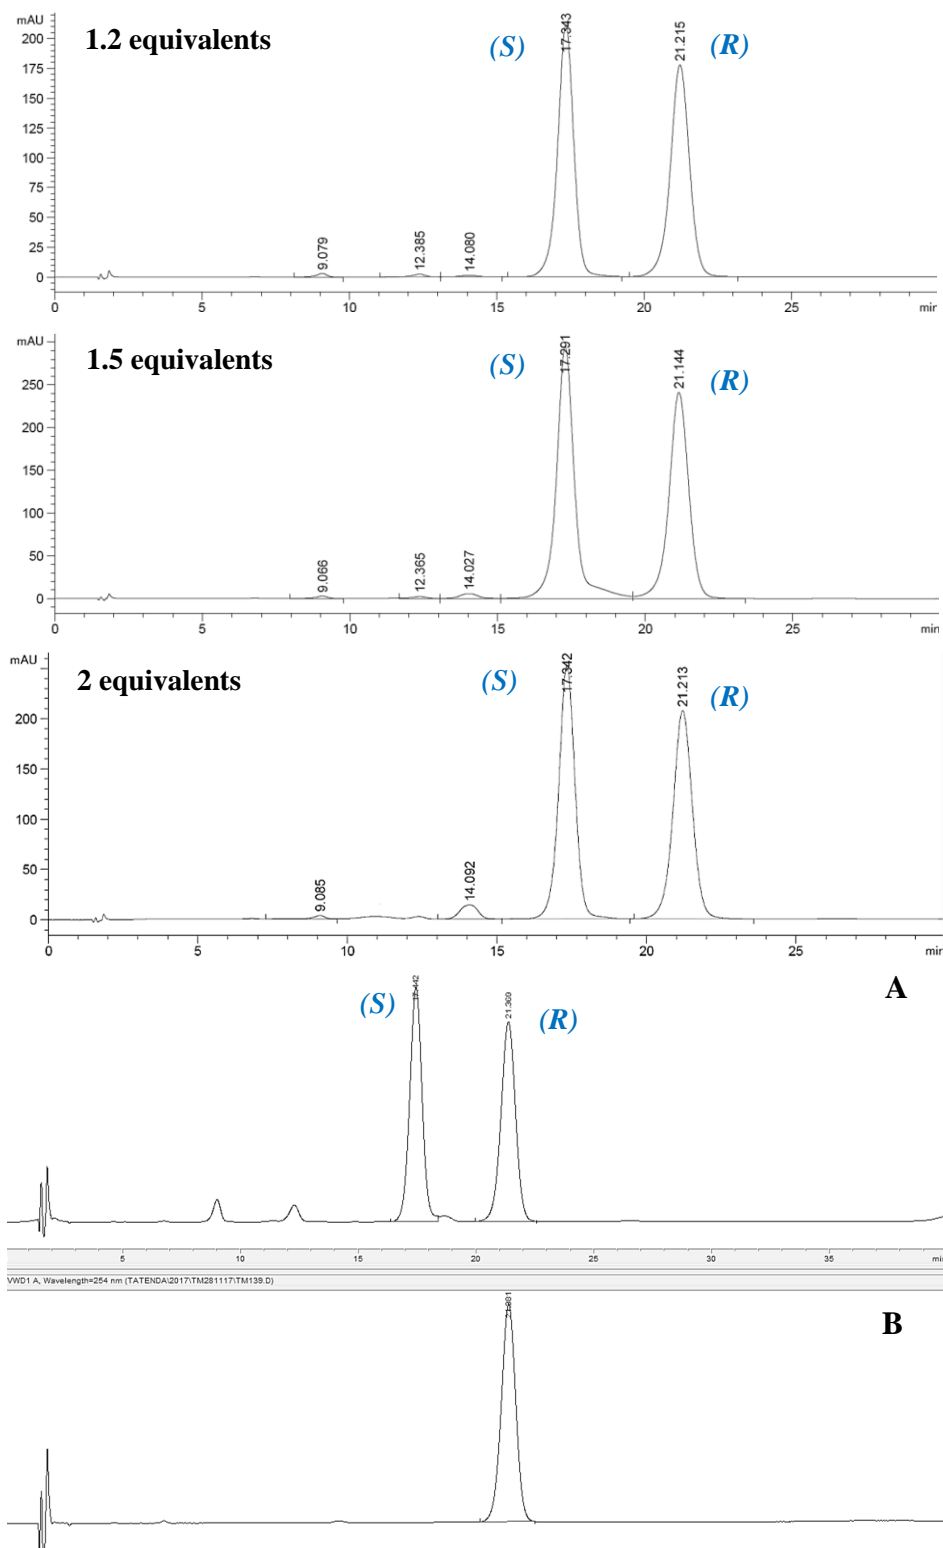 mAU
1.2 equivalents
(S)
(R)
17.343
21.215
200
175
150
125
100
75
50
25
0
9.079
12.385
14.080
0 5 10 15 20 25 min
mAU
1.5 equivalents
(S)
(R)
17.291
21.144
250
200
150
100
50
0
9.066
12.365
14.027
0 5 10 15 20 25 min
mAU
2 equivalents
(S)
(R)
17.342
21.213
200
150
100
50
0
9.085
14.092
0 5 10 15 20 25 min
A
(S)
(R)
17.442
21.369
5 10 15 20 25 30 35 min
VWD1 A, Wavelength=254 nm (TATENDA\2017\TM281117\TM139.D)
B